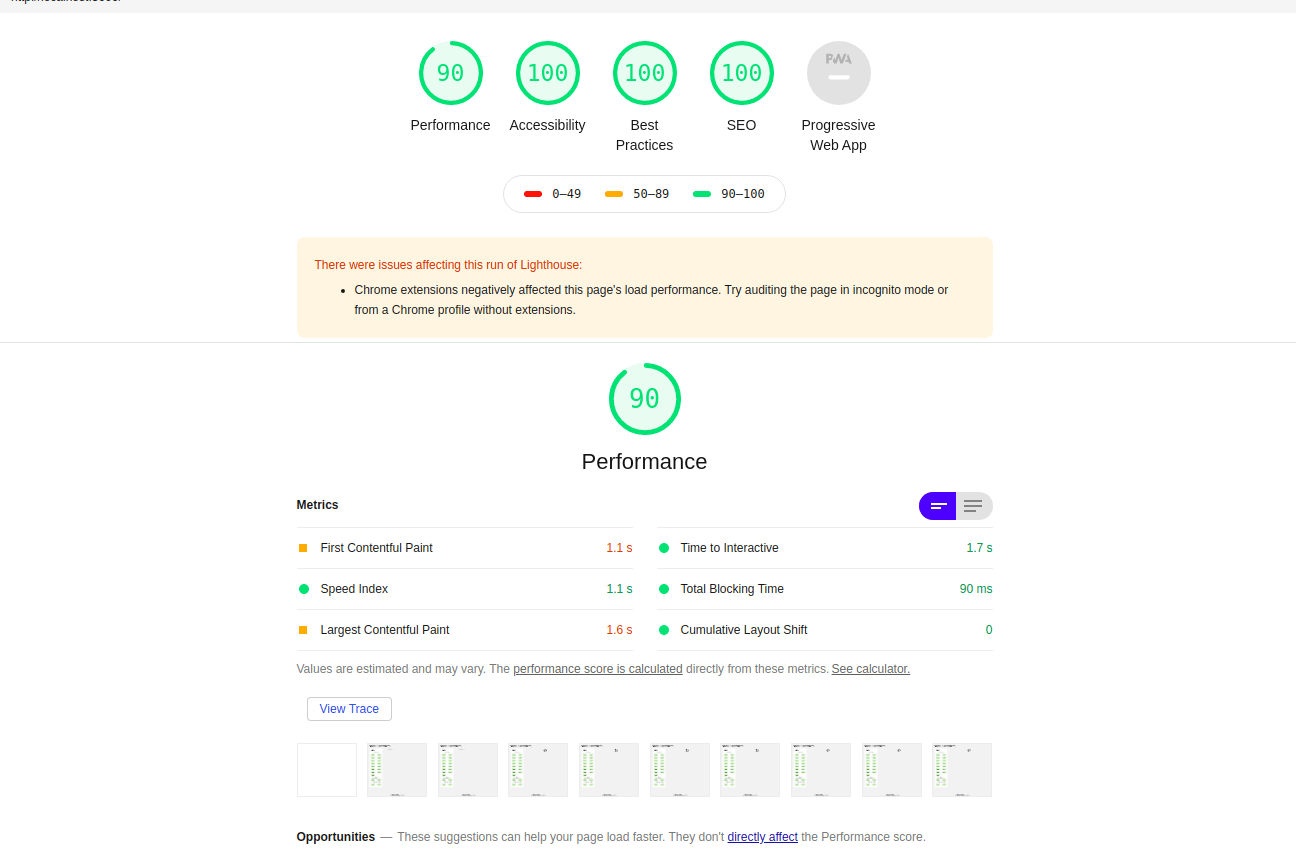 90 100 100 100 PWA
Performance Accessibility Best Practices SEO Progressive Web App
0–49 50–89 90–100
There were issues affecting this run of Lighthouse:
Chrome extensions negatively affected this page's load performance. Try auditing the page in incognito mode or
from a Chrome profile without extensions.
90
Performance
Metrics
First Contentful Paint 1.1 s Time to Interactive 1.7 s
Speed Index 1.1 s Total Blocking Time 90 ms
Largest Contentful Paint 1.6 s Cumulative Layout Shift 0
Values are estimated and may vary. The performance score is calculated directly from these metrics. See calculator.
View Trace
Opportunities — These suggestions can help your page load faster. They don't directly affect the Performance score.